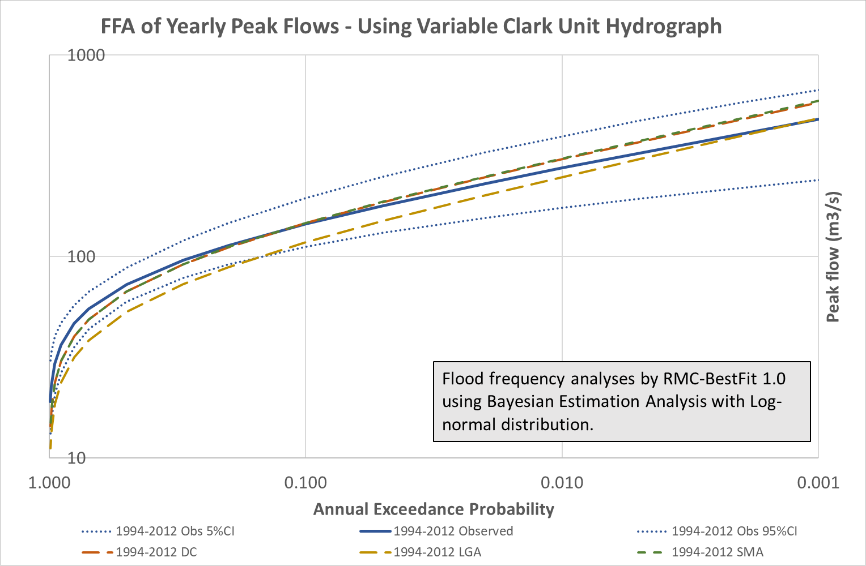 FFA of Yearly Peak Flows - Using Variable Clark Unit Hydrograph
1000
100
10
1.000 0.100 0.010 0.001
Peak flow (m3/s)
Flood frequency analyses by RMC-BestFit 1.0
using Bayesian Estimation Analysis with Log-
normal distribution.
Annual Exceedance Probability
1994-2012 Obs 5%CI 1994-2012 Observed 1994-2012 Obs 95%CI
1994-2012 DC 1994-2012 LGA 1994-2012 SMA